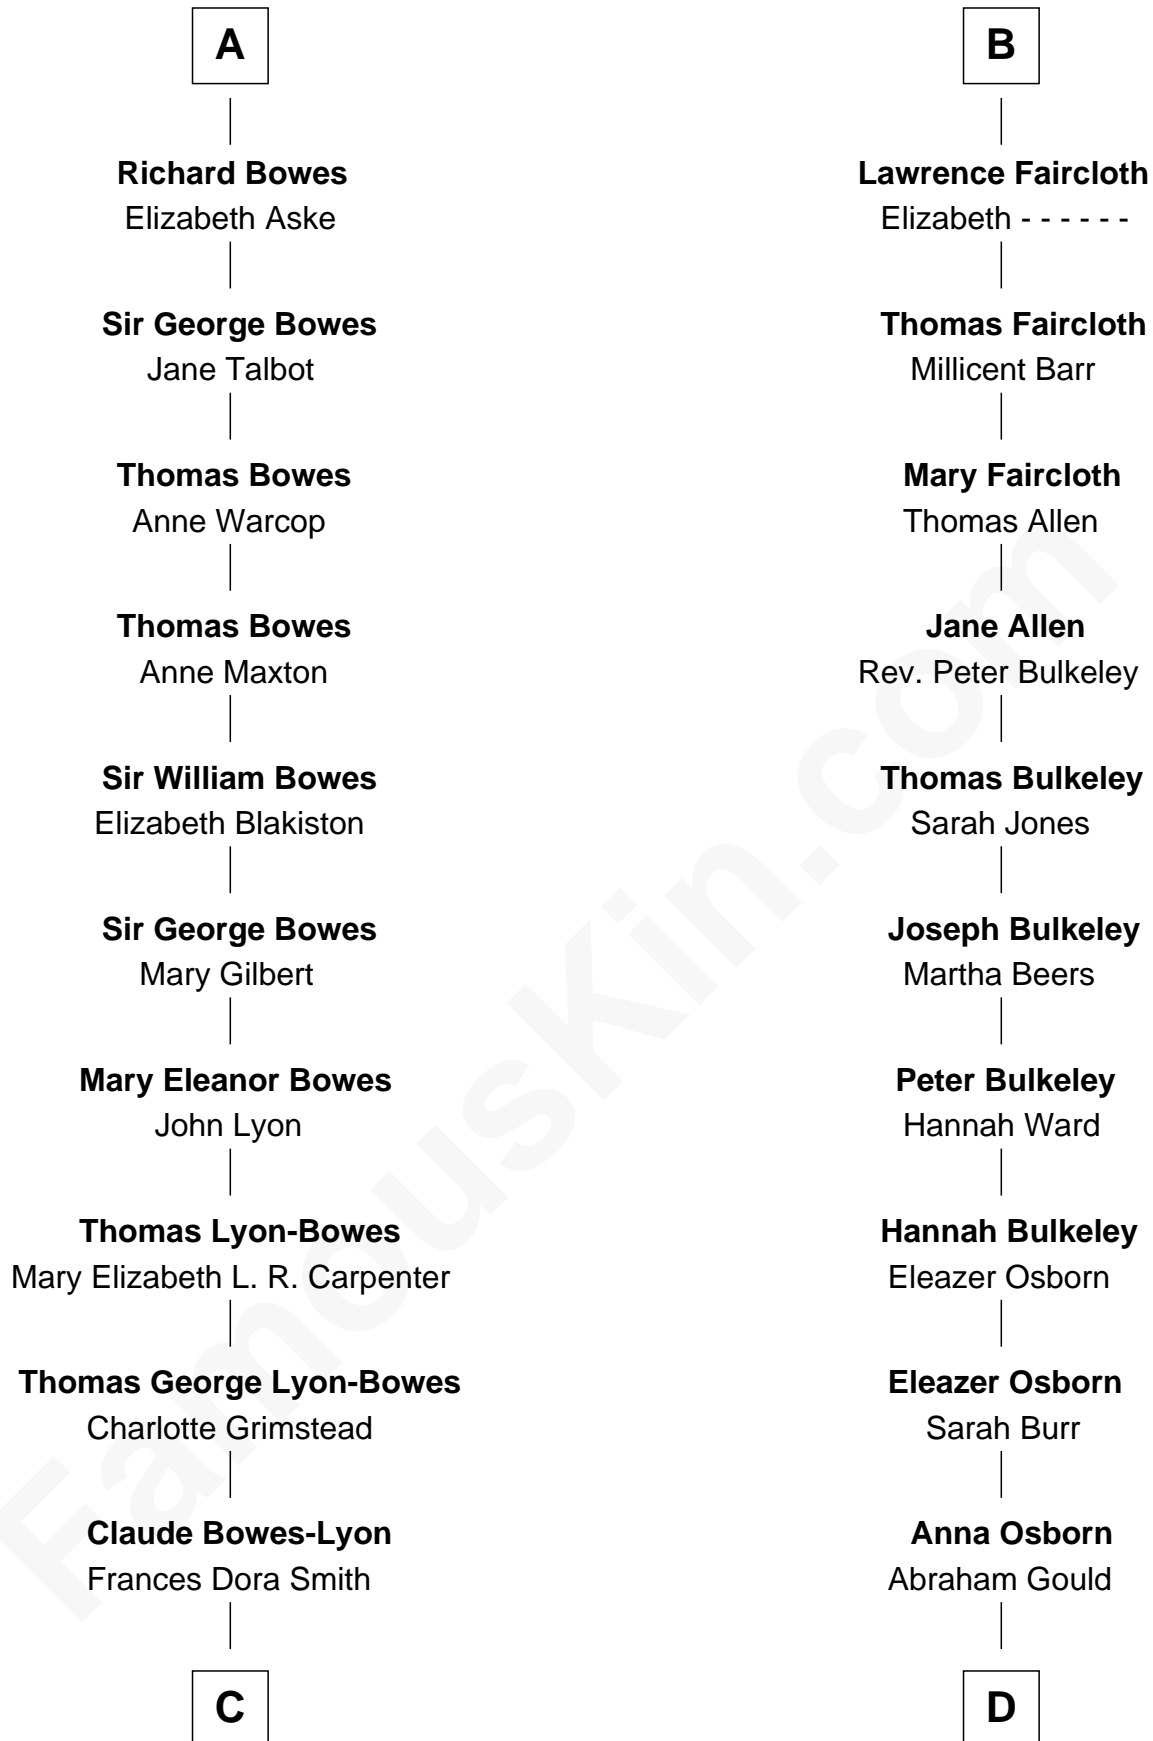 A
Richard Bowes
Elizabeth Aske
Sir George Bowes
Jane Talbot
Thomas Bowes
Anne Warcop
Thomas Bowes
Anne Maxton
Sir William Bowes
Elizabeth Blakiston
Sir George Bowes
Mary Gilbert
Mary Eleanor Bowes
John Lyon
Thomas Lyon-Bowes
Mary Elizabeth L. R. Carpenter
Thomas George Lyon-Bowes
Charlotte Grimstead
Claude Bowes-Lyon
Frances Dora Smith
C
B
Lawrence Faircloth
Elizabeth - - - - - -
Thomas Faircloth
Millicent Barr
Mary Faircloth
Thomas Allen
Jane Allen
Rev. Peter Bulkeley
Thomas Bulkeley
Sarah Jones
Joseph Bulkeley
Martha Beers
Peter Bulkeley
Hannah Ward
Hannah Bulkeley
Eleazer Osborn
Eleazer Osborn
Sarah Burr
Anna Osborn
Abraham Gould
D
FamousKin.com